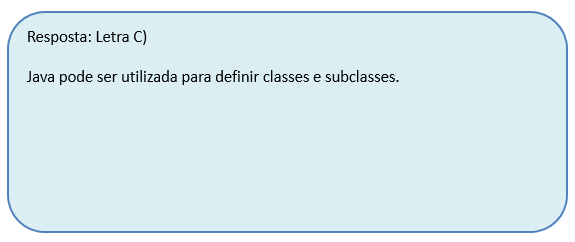 Resposta: Letra C)
Java pode ser utilizada para definir classes e subclasses.